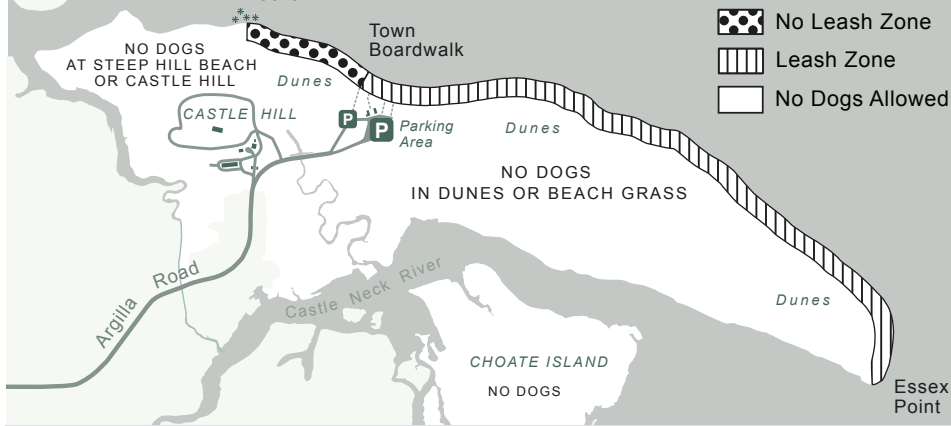 Town
Boardwalk
No Leash Zone
Leash Zone
No Dogs Allowed
NO DOGS
AT STEEP HILL BEACH
OR CASTLE HILL
Dunes
CASTLE HILL
P
P
Parking
Area
Dunes
NO DOGS
IN DUNES OR BEACH GRASS
Argilla Road
Castle Neck River
Dunes
CHOATE ISLAND
NO DOGS
Essex
Point